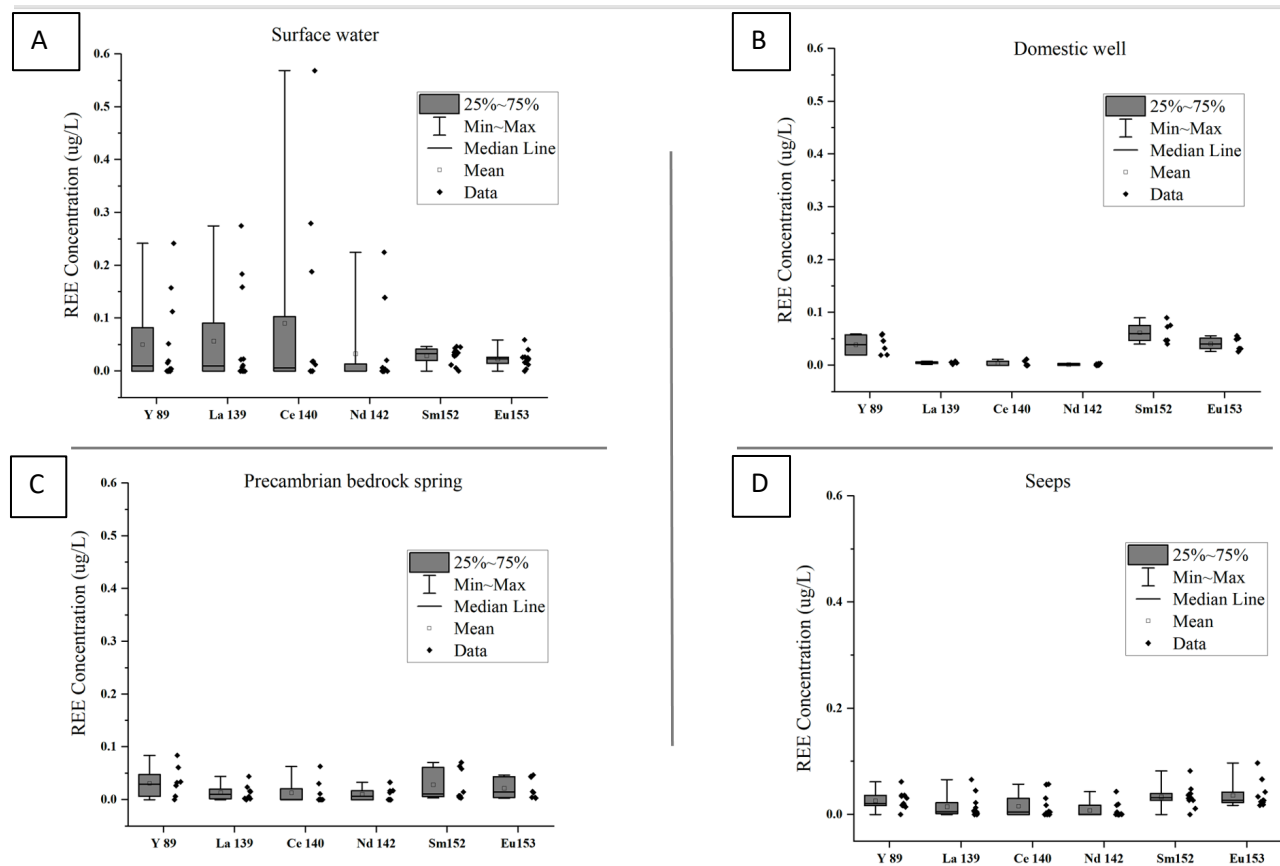 A
Surface water
REE Concentration (ug/L)
0.6
0.5
0.4
0.3
0.2
0.1
0.0
25%~75%
Min~Max
Median Line
Mean
Data
Y 89 La 139 Ce 140 Nd 142 Sm152 Eu153
B
Domestic well
REE Concentration (ug/L)
0.6
0.5
0.4
0.3
0.2
0.1
0.0
25%~75%
Min~Max
Median Line
Mean
Data
Y 89 La 139 Ce 140 Nd 142 Sm152 Eu153
C
Precambrian bedrock spring
REE Concentration (ug/L)
0.6
0.5
0.4
0.3
0.2
0.1
0.0
25%~75%
Min~Max
Median Line
Mean
Data
Y 89 La 139 Ce 140 Nd 142 Sm152 Eu153
D
Seeps
REE Concentration (ug/L)
0.6
0.4
0.2
0.0
25%~75%
Min~Max
Median Line
Mean
Data
Y 89 La 139 Ce 140 Nd 142 Sm152 Eu153